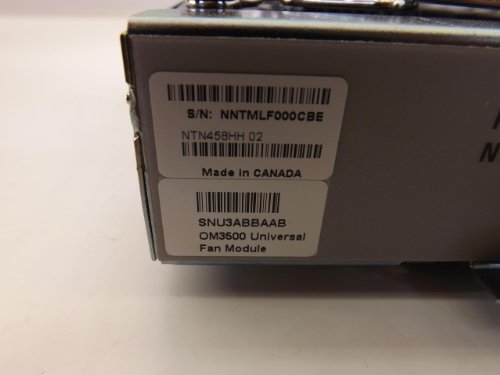 S/N: NNTMLF000CBE
NTN458HH 02
Made in CANADA
SNU3ABBAAB
OM3500 Universal
Fan Module
N